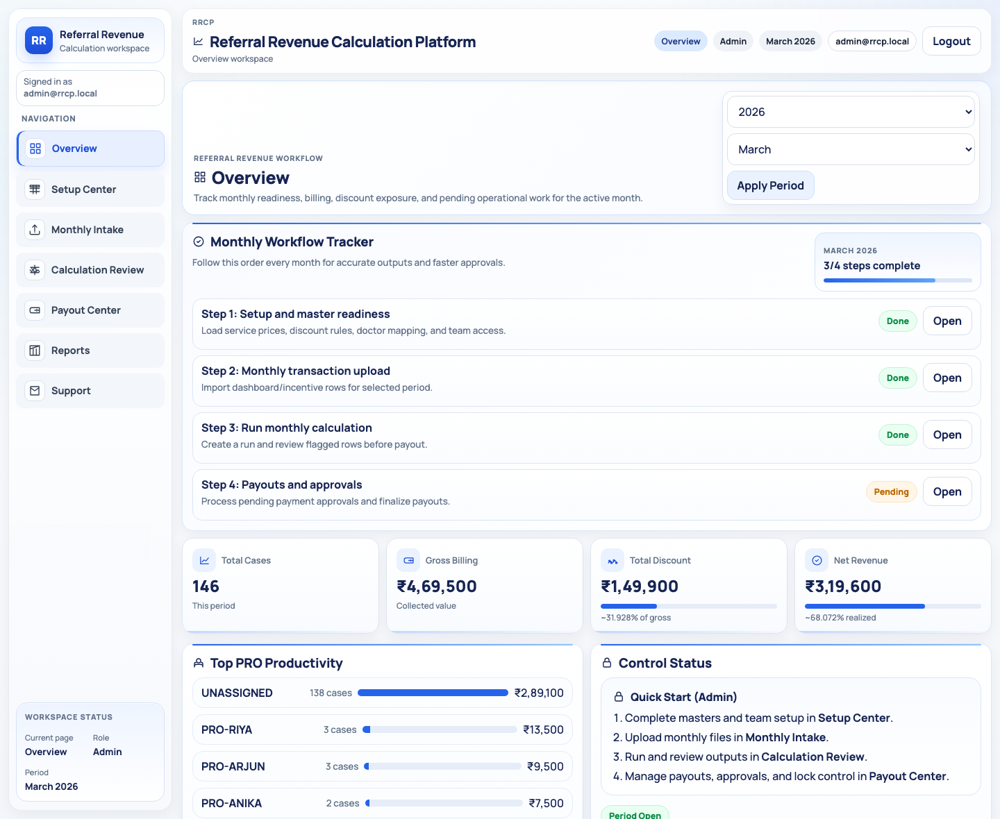 RR
Referral Revenue
Calculation workspace
Signed in as
admin@rrcp.local
NAVIGATION
Overview
Setup Center
Monthly Intake
Calculation Review
Payout Center
Reports
Support
WORKSPACE STATUS
Current page
Role
Overview
Admin
Period
March 2026
RRCP
Referral Revenue Calculation Platform
Overview workspace
Overview
Admin
March 2026
admin@rrcp.local
Logout
REFERRAL REVENUE WORKFLOW
Overview
Track monthly readiness, billing, discount exposure, and pending operational work for the active month.
2026
March
Apply Period
Monthly Workflow Tracker
Follow this order every month for accurate outputs and faster approvals.
MARCH 2026
3/4 steps complete
Step 1: Setup and master readiness
Load service prices, discount rules, doctor mapping, and team access.
Done
Open
Step 2: Monthly transaction upload
Import dashboard/incentive rows for selected period.
Done
Open
Step 3: Run monthly calculation
Create a run and review flagged rows before payout.
Done
Open
Step 4: Payouts and approvals
Process pending payment approvals and finalize payouts.
Pending
Open
Total Cases
146
This period
Gross Billing
₹4,69,500
Collected value
Total Discount
₹1,49,900
~31.928% of gross
Net Revenue
₹3,19,600
~68.072% realized
Top PRO Productivity
UNASSIGNED
138 cases
₹2,89,100
PRO-RIYA
3 cases
₹13,500
PRO-ARJUN
3 cases
₹9,500
PRO-ANIKA
2 cases
₹7,500
Control Status
Quick Start (Admin)
1. Complete masters and team setup in Setup Center.
2. Upload monthly files in Monthly Intake.
3. Run and review outputs in Calculation Review.
4. Manage payouts, approvals, and lock control in Payout Center.
Period Open